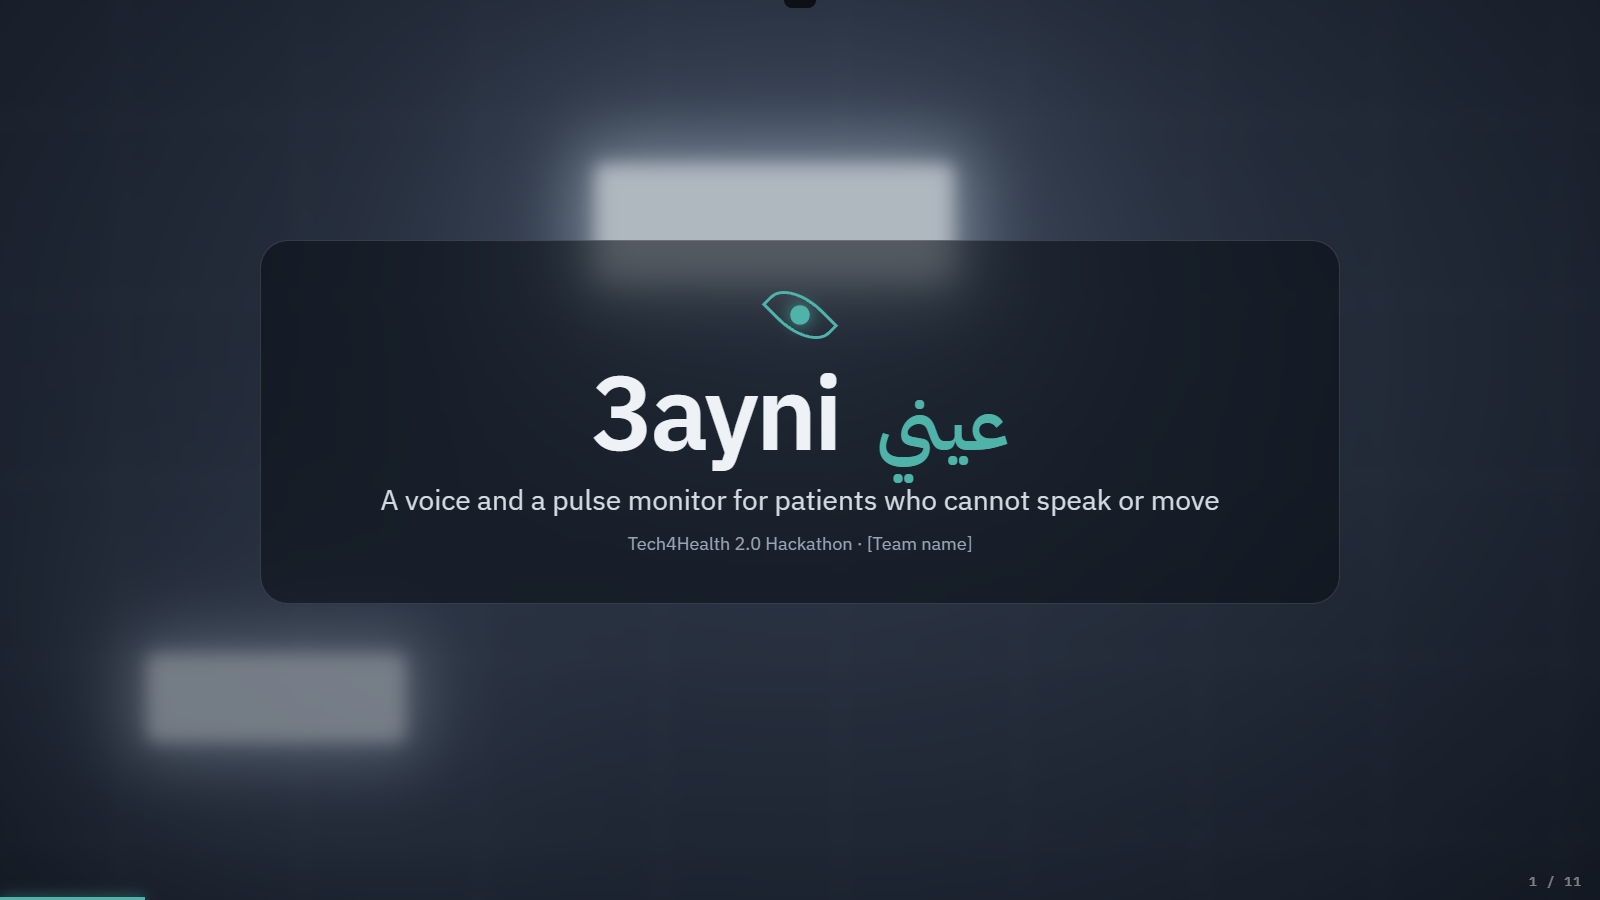 3ayni عيني
A voice and a pulse monitor for patients who cannot speak or move
Tech4Health 2.0 Hackathon · [Team name]
1 / 11